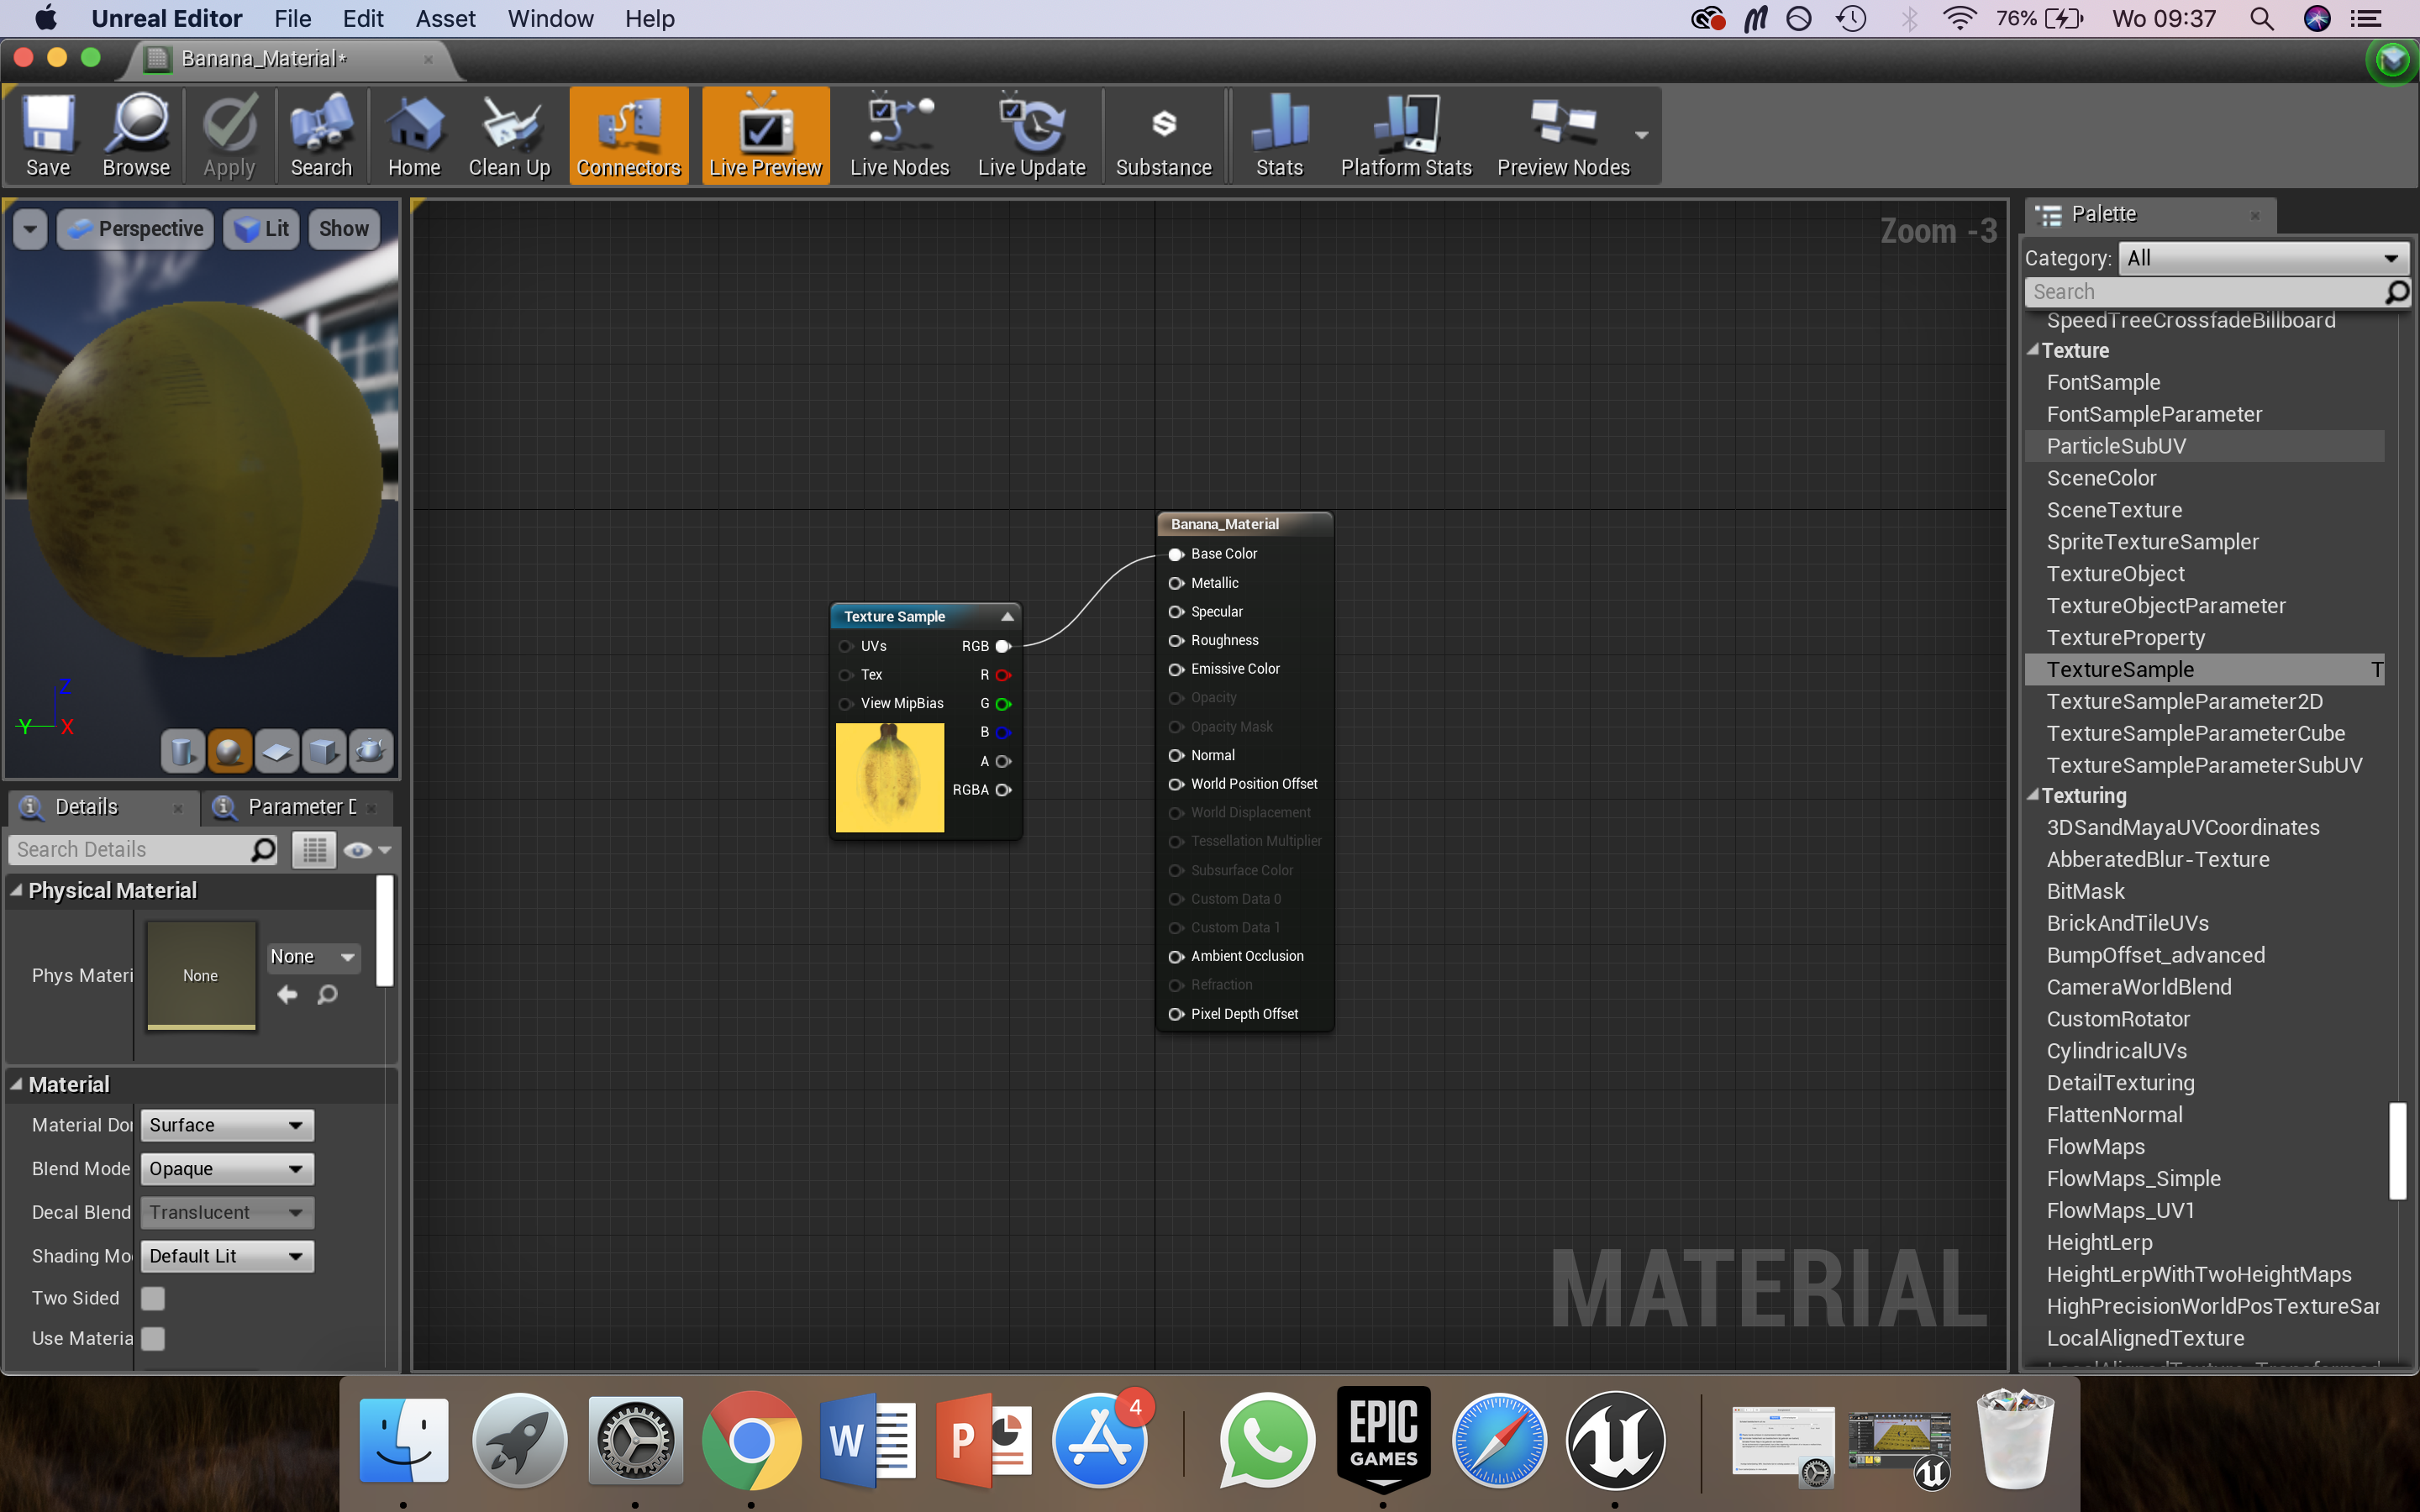 Unreal Editor File Edit Asset Window Help 76% Wo 09:37
Banana_Material*
Save Browse Apply Search Home Clean Up Connectors Live Preview Live Nodes Live Update Substance Stats Platform Stats Preview Nodes
Perspective Lit Show
Z
Y X
Zoom -3
Banana_Material
Base Color
Metallic
Specular
Roughness
Emissive Color
Opacity
Opacity Mask
Normal
World Position Offset
World Displacement
Tessellation Multiplier
Subsurface Color
Custom Data 0
Custom Data 1
Ambient Occlusion
Refraction
Pixel Depth Offset
Texture Sample
UVs RGB
Tex R
View MipBias G
B
A
RGBA
MATERIAL
Details Parameter D
Search Details
Physical Material
Phys Materi None None
Material
Material Do Surface
Blend Mode Opaque
Decal Blend Translucent
Shading Mo Default Lit
Two Sided
Use Materia
Palette
Category: All
Search
SpeedTreeCrossfadeBillboard
Texture
FontSample
FontSampleParameter
ParticleSubUV
SceneColor
SceneTexture
SpriteTextureSampler
TextureObject
TextureObjectParameter
TextureProperty
TextureSample T
TextureSampleParameter2D
TextureSampleParameterCube
TextureSampleParameterSubUV
Texturing
3DSandMayaUVCoordinates
AbberatedBlur-Texture
BitMask
BrickAndTileUVs
BumpOffset_advanced
CameraWorldBlend
CustomRotator
CylindricalUVs
DetailTexturing
FlattenNormal
FlowMaps
FlowMaps_Simple
FlowMaps_UV1
HeightLerp
HeightLerpWithTwoHeightMaps
HighPrecisionWorldPosTextureSar
LocalAlignedTexture
W P 4 EPIC
GAMES